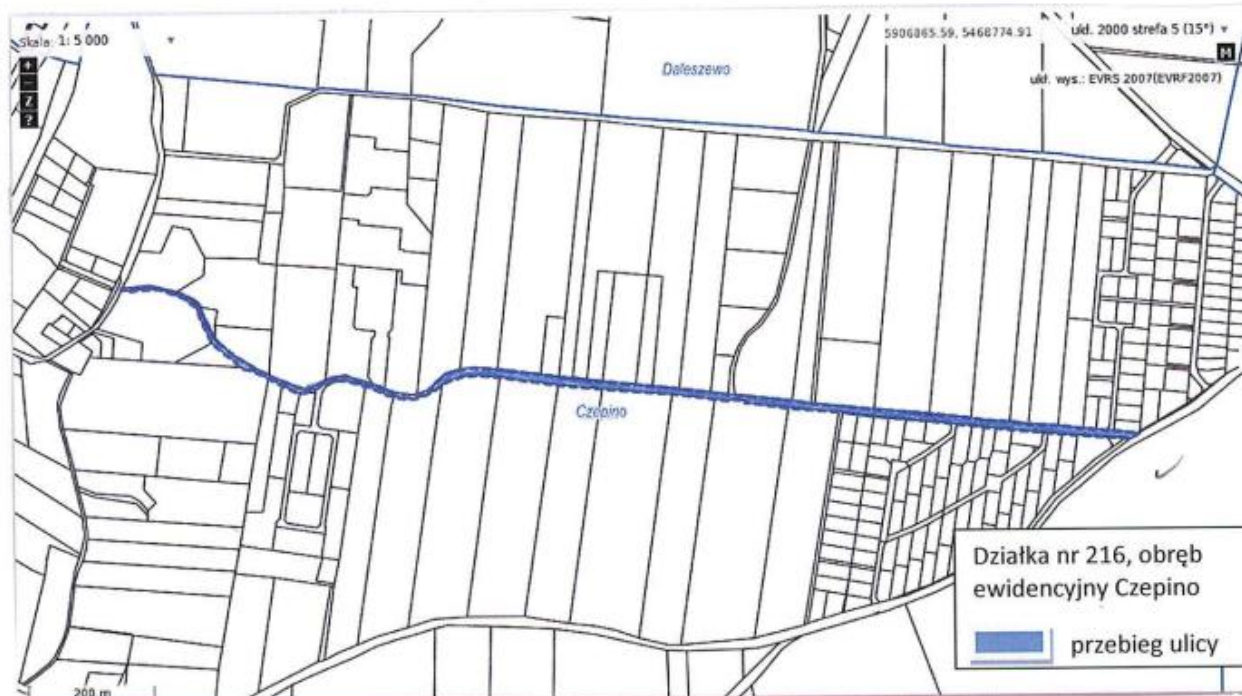 Skala: 1: 5 000
5906865.59, 5468774.91
ukł. 2000 strefa 5 (15°)
M
ukł. wys.: EVRS 2007(EVRF2007)
+
−
Z
?
Daleszewo
Czepino
Działka nr 216, obręb
ewidencyjny Czepino
przebieg ulicy
200 m